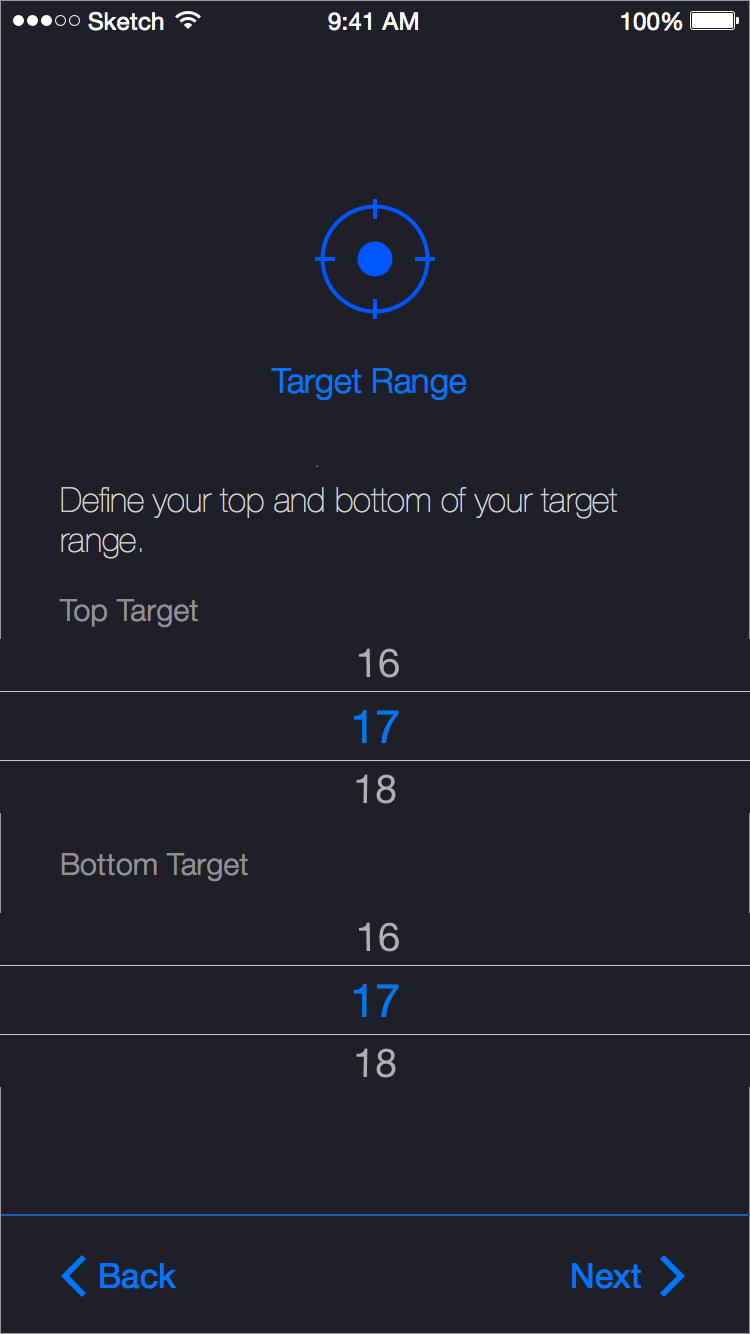 Sketch 9:41 AM 100%
Target Range
Define your top and bottom of your target
range.
Top Target
16
17
18
Bottom Target
16
17
18
Back Next